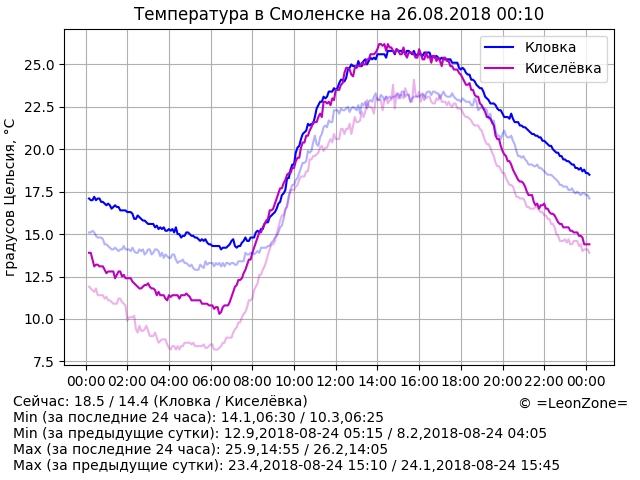 Температура в Смоленске на 26.08.2018 00:10
Кловка
Киселёвка
градусов Цельсия, °C
25.0
22.5
20.0
17.5
15.0
12.5
10.0
7.5
00:00 02:00 04:00 06:00 08:00 10:00 12:00 14:00 16:00 18:00 20:00 22:00 00:00
Сейчас: 18.5 / 14.4 (Кловка / Киселёвка)
© =LeonZone=
Min (за последние 24 часа): 14.1,06:30 / 10.3,06:25
Min (за предыдущие сутки): 12.9,2018-08-24 05:15 / 8.2,2018-08-24 04:05
Max (за последние 24 часа): 25.9,14:55 / 26.2,14:05
Max (за предыдущие сутки): 23.4,2018-08-24 15:10 / 24.1,2018-08-24 15:45